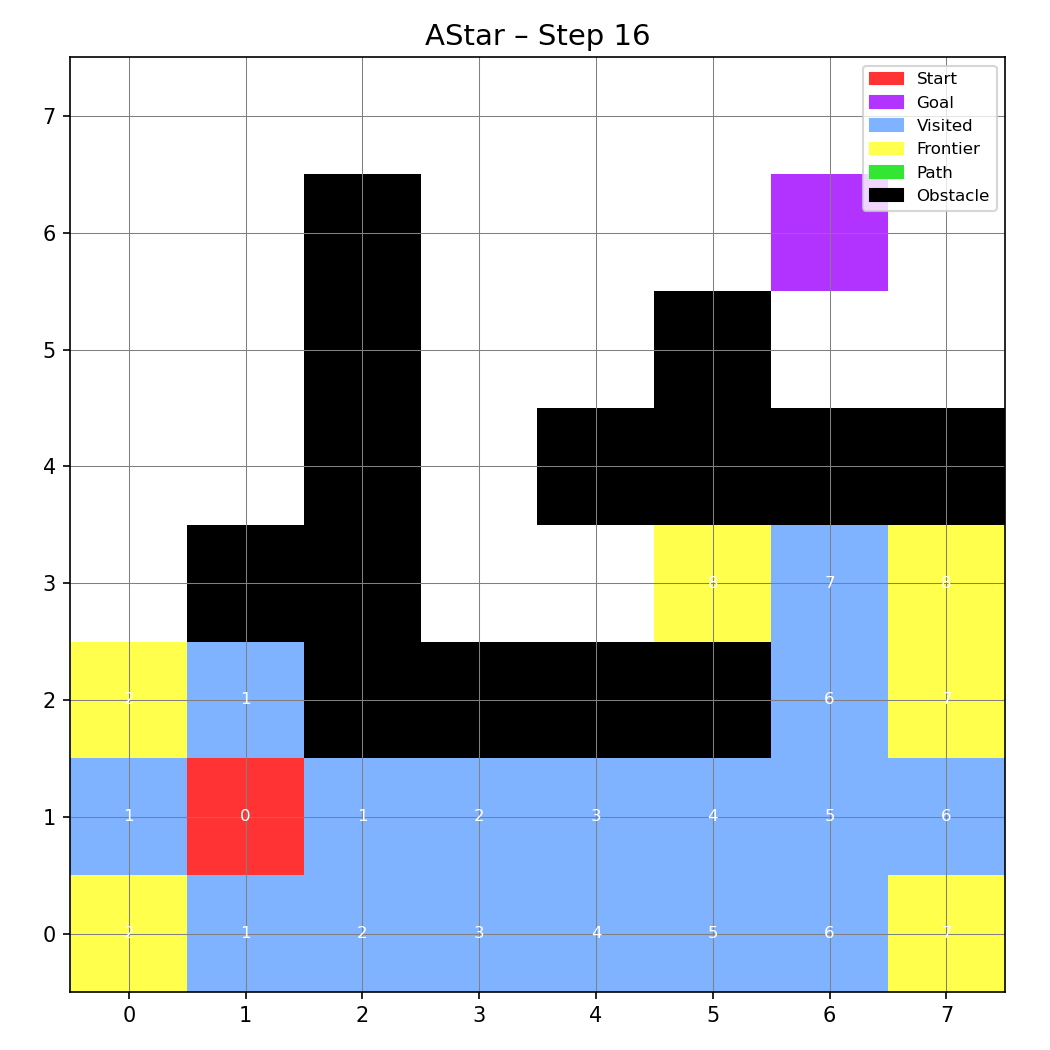 AStar – Step 16
7
Start
Goal
Visited
Frontier
Path
Obstacle
6
5
4
3 8 7 8
2 2 1 6 7
1 1 0 1 2 3 4 5 6
0 2 1 2 3 4 5 6 7
0 1 2 3 4 5 6 7